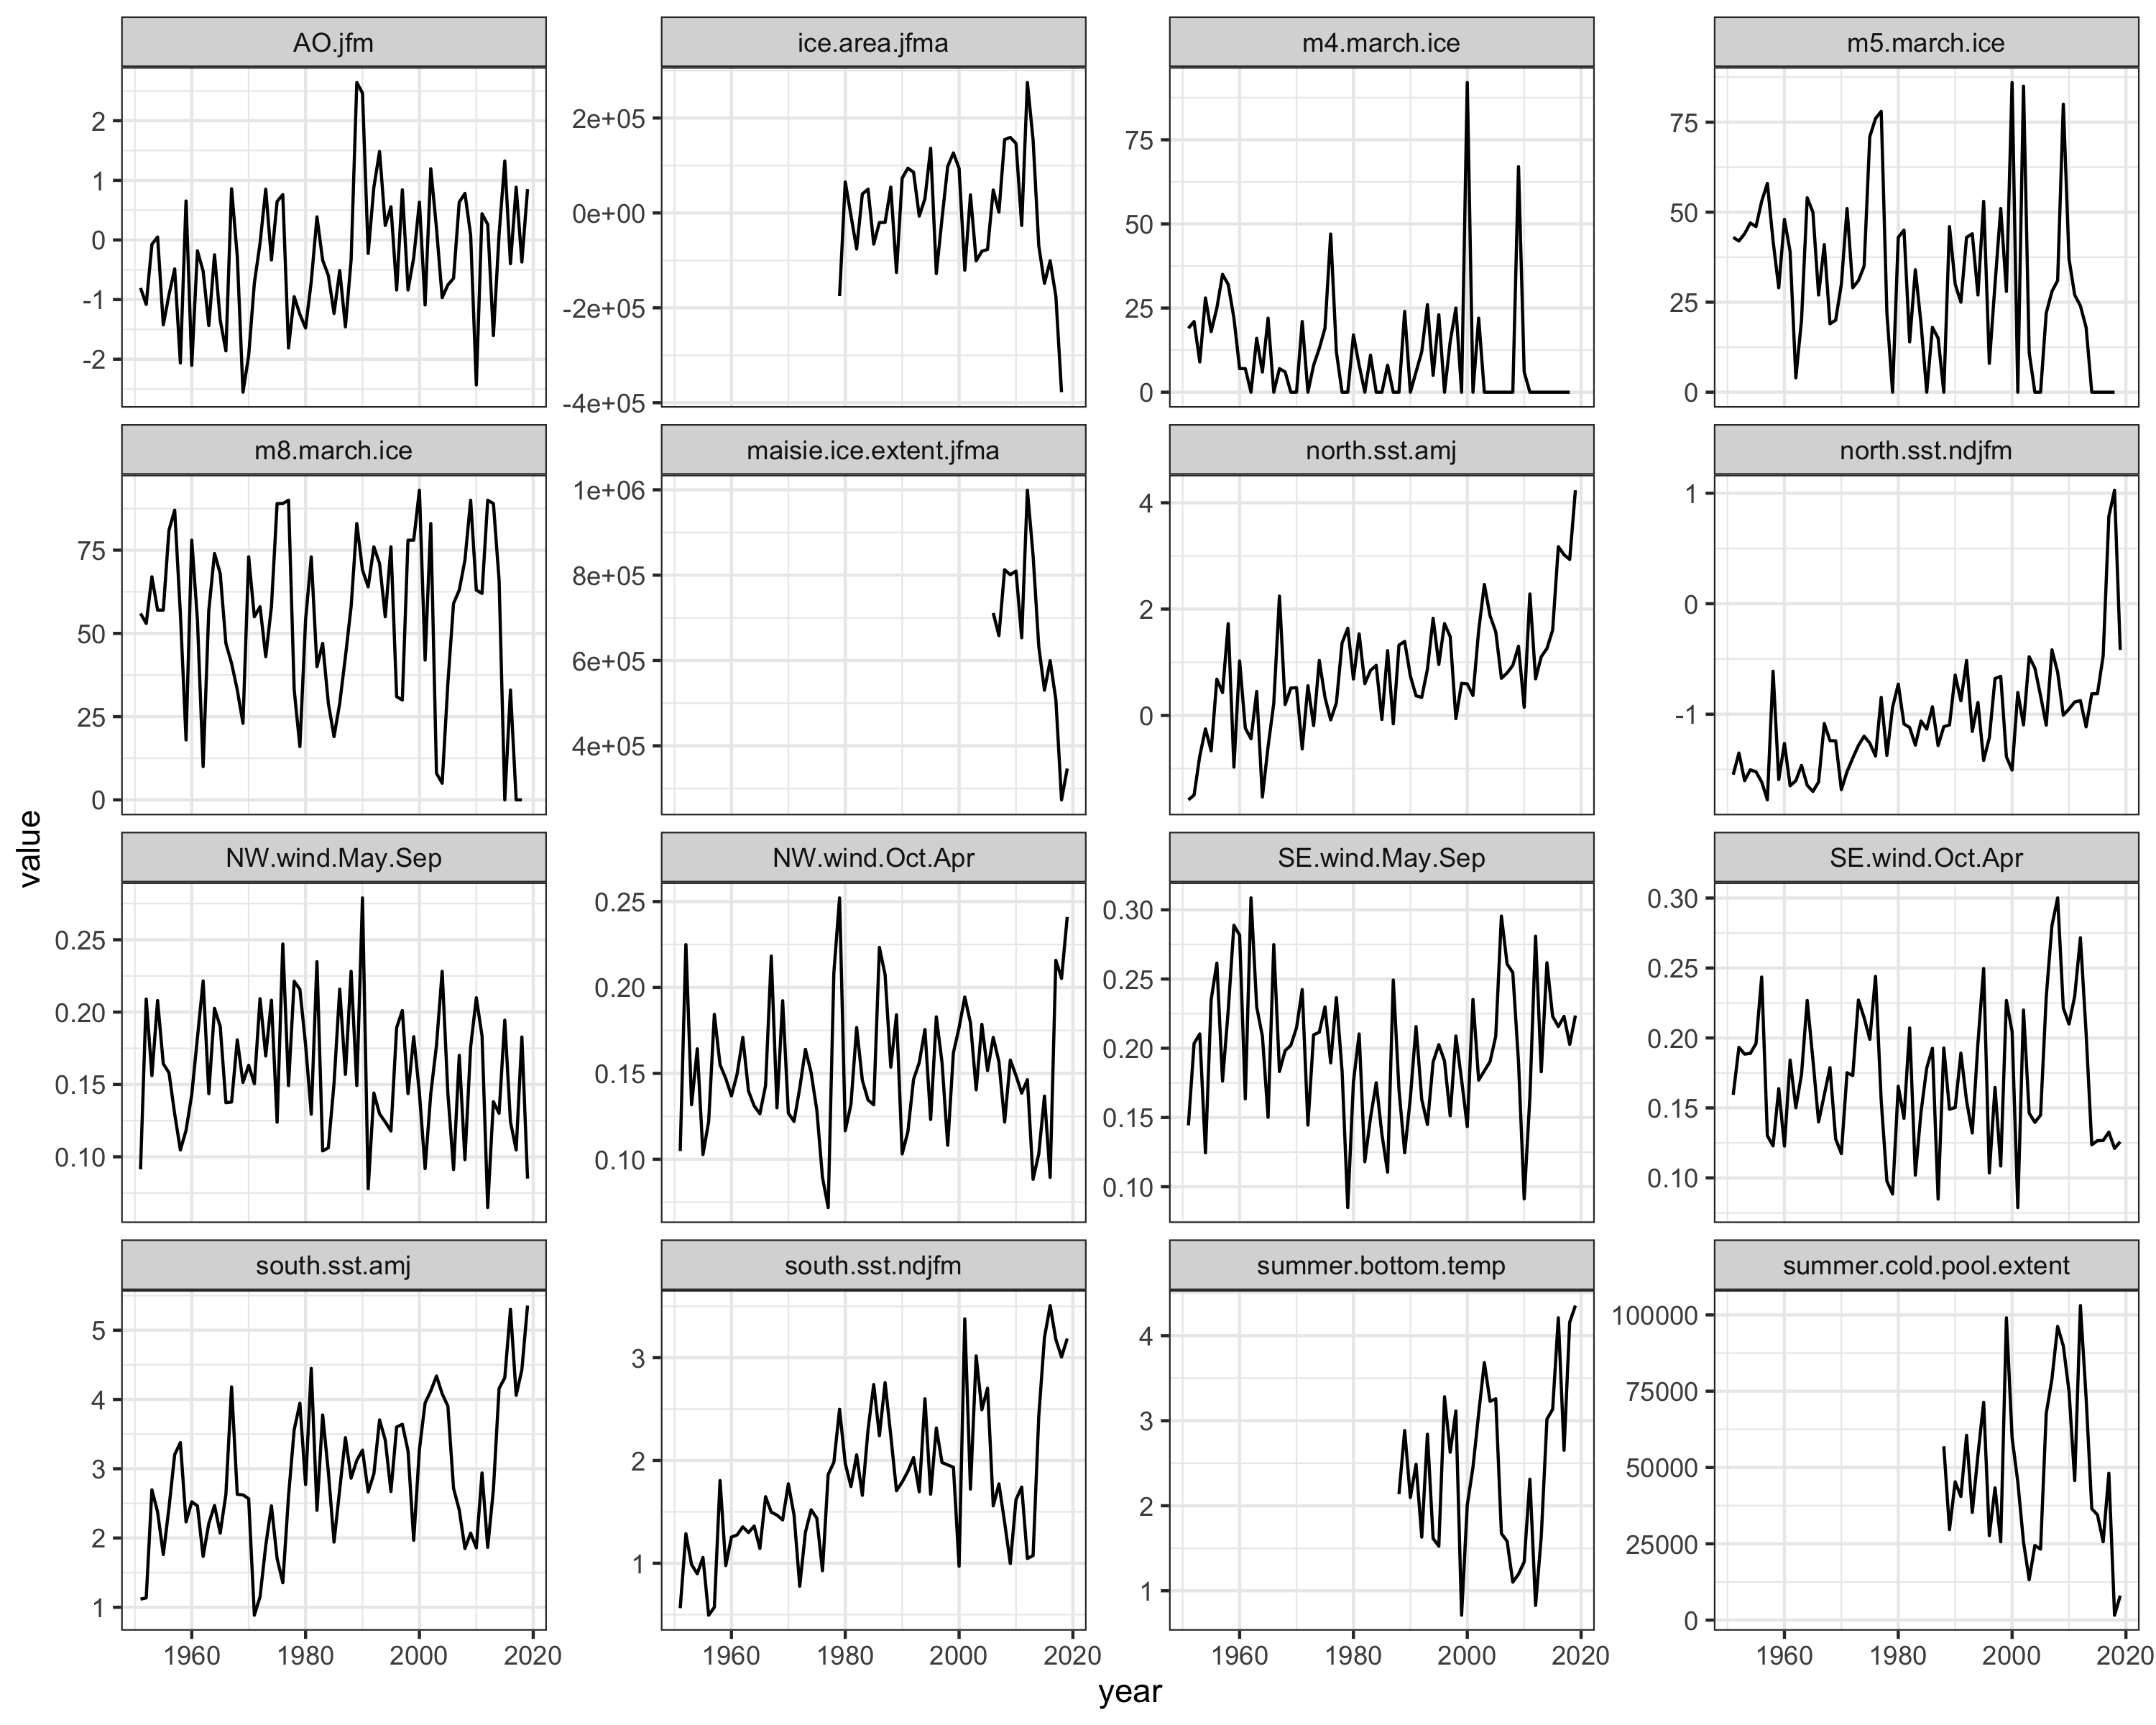 AO.jfm
ice.area.jfma
m4.march.ice
m5.march.ice
2
1
0
-1
-2
2e+05
0e+00
-2e+05
-4e+05
75
50
25
0
75
50
25
0
m8.march.ice
maisie.ice.extent.jfma
north.sst.amj
north.sst.ndjfm
75
50
25
0
1e+06
8e+05
6e+05
4e+05
4
2
0
1
0
-1
value
NW.wind.May.Sep
NW.wind.Oct.Apr
SE.wind.May.Sep
SE.wind.Oct.Apr
0.25
0.20
0.15
0.10
0.25
0.20
0.15
0.10
0.30
0.25
0.20
0.15
0.10
0.30
0.25
0.20
0.15
0.10
south.sst.amj
south.sst.ndjfm
summer.bottom.temp
summer.cold.pool.extent
5
4
3
2
1
3
2
1
4
3
2
1
100000
75000
50000
25000
0
1960 1980 2000 2020
1960 1980 2000 2020
1960 1980 2000 2020
1960 1980 2000 2020
year